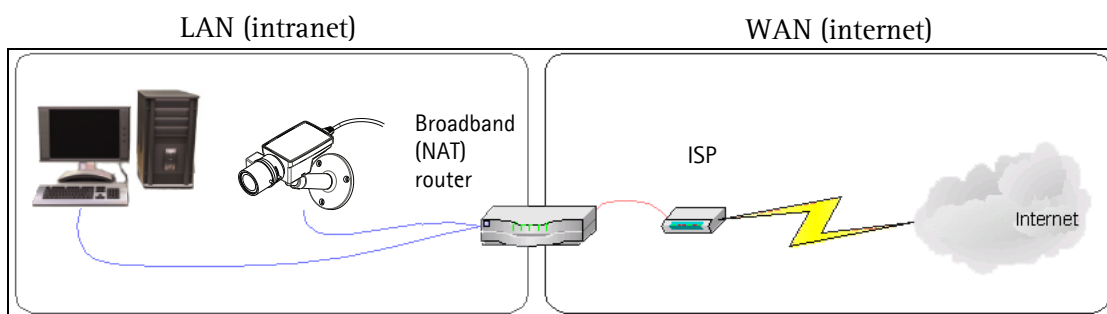 LAN (intranet)
WAN (internet)
Broadband
(NAT)
router
ISP
Internet